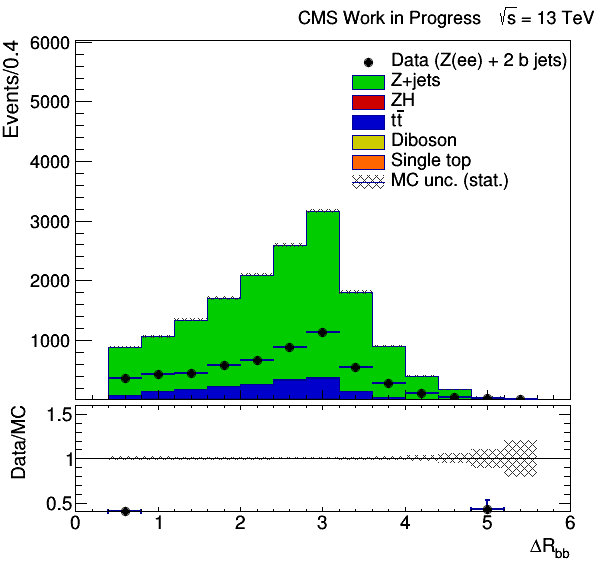 CMS Work in Progress √s = 13 TeV
Events/0.4
6000
5000
4000
3000
2000
1000
Data (Z(ee) + 2 b jets)
Z+jets
ZH
tt̄
Diboson
Single top
MC unc. (stat.)
Data/MC
1.5
1
0.5
0 1 2 3 4 5 6
ΔR_bb